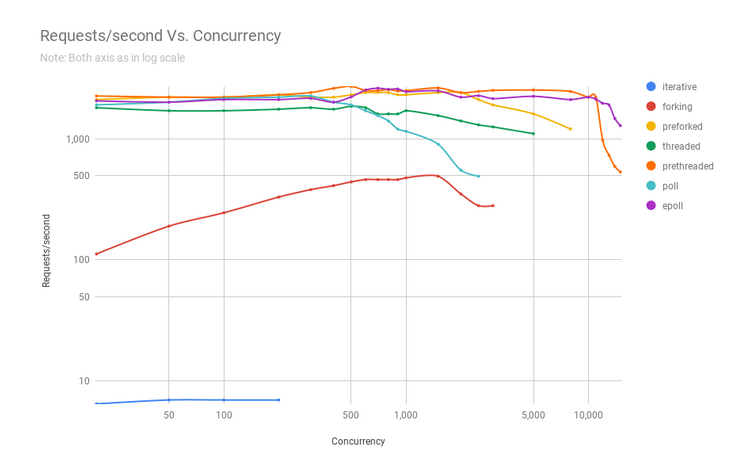 Requests/second Vs. Concurrency
Note: Both axis as in log scale
iterative
forking
preforked
threaded
prethreaded
poll
epoll
1,000
500
100
50
10
Requests/second
50 100 500 1,000 5,000 10,000
Concurrency